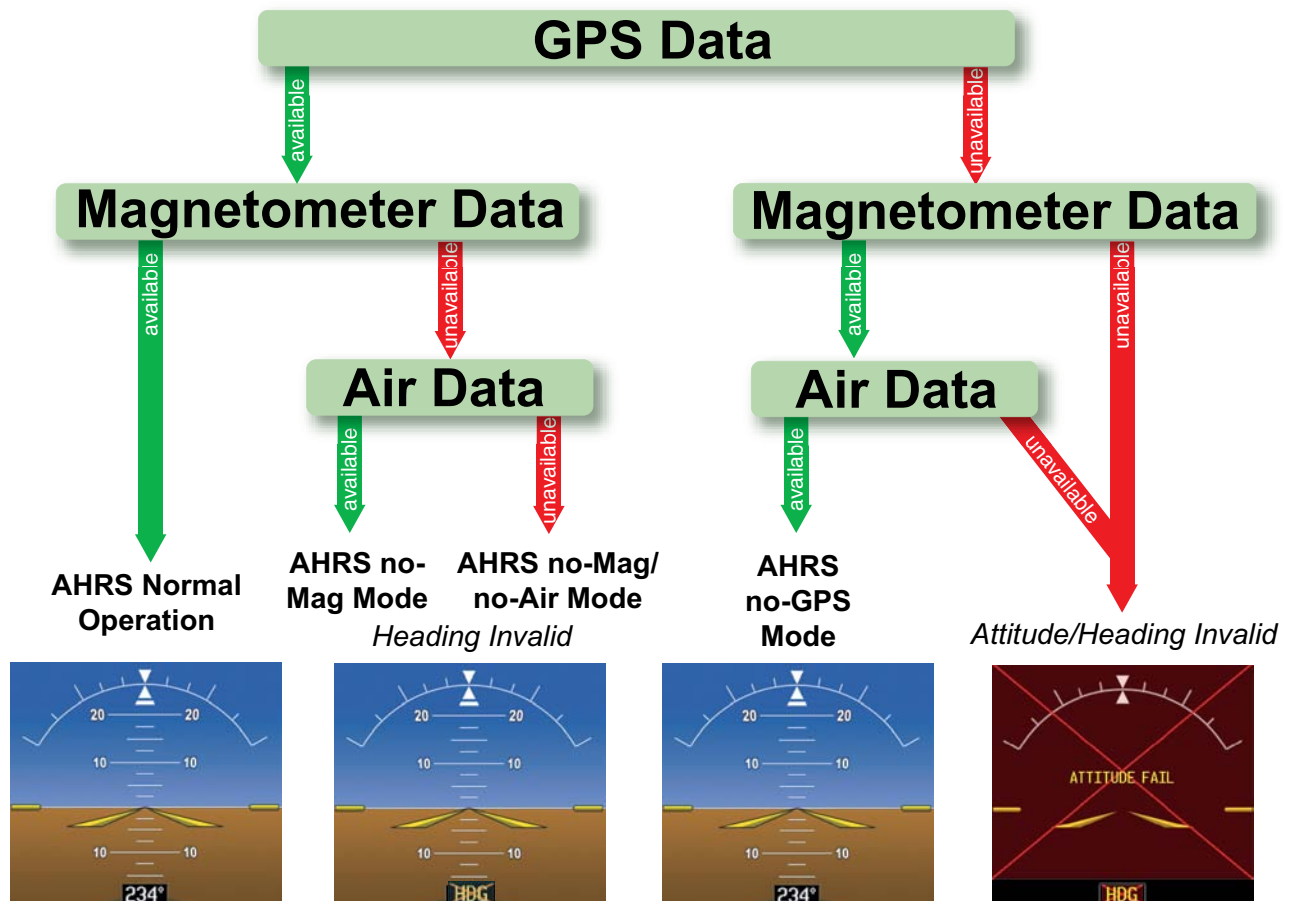 GPS Data
available
unavailable
Magnetometer Data
Magnetometer Data
available
unavailable
available
unavailable
Air Data
Air Data
available
unavailable
available
unavailable
AHRS Normal
Operation
AHRS no-
Mag Mode
AHRS no-Mag/
no-Air Mode
Heading Invalid
AHRS
no-GPS
Mode
Attitude/Heading Invalid
20 20
10 10
10 10
234°
20 20
10 10
10 10
HDG
20 20
10 10
10 10
234°
ATTITUDE FAIL
HDG